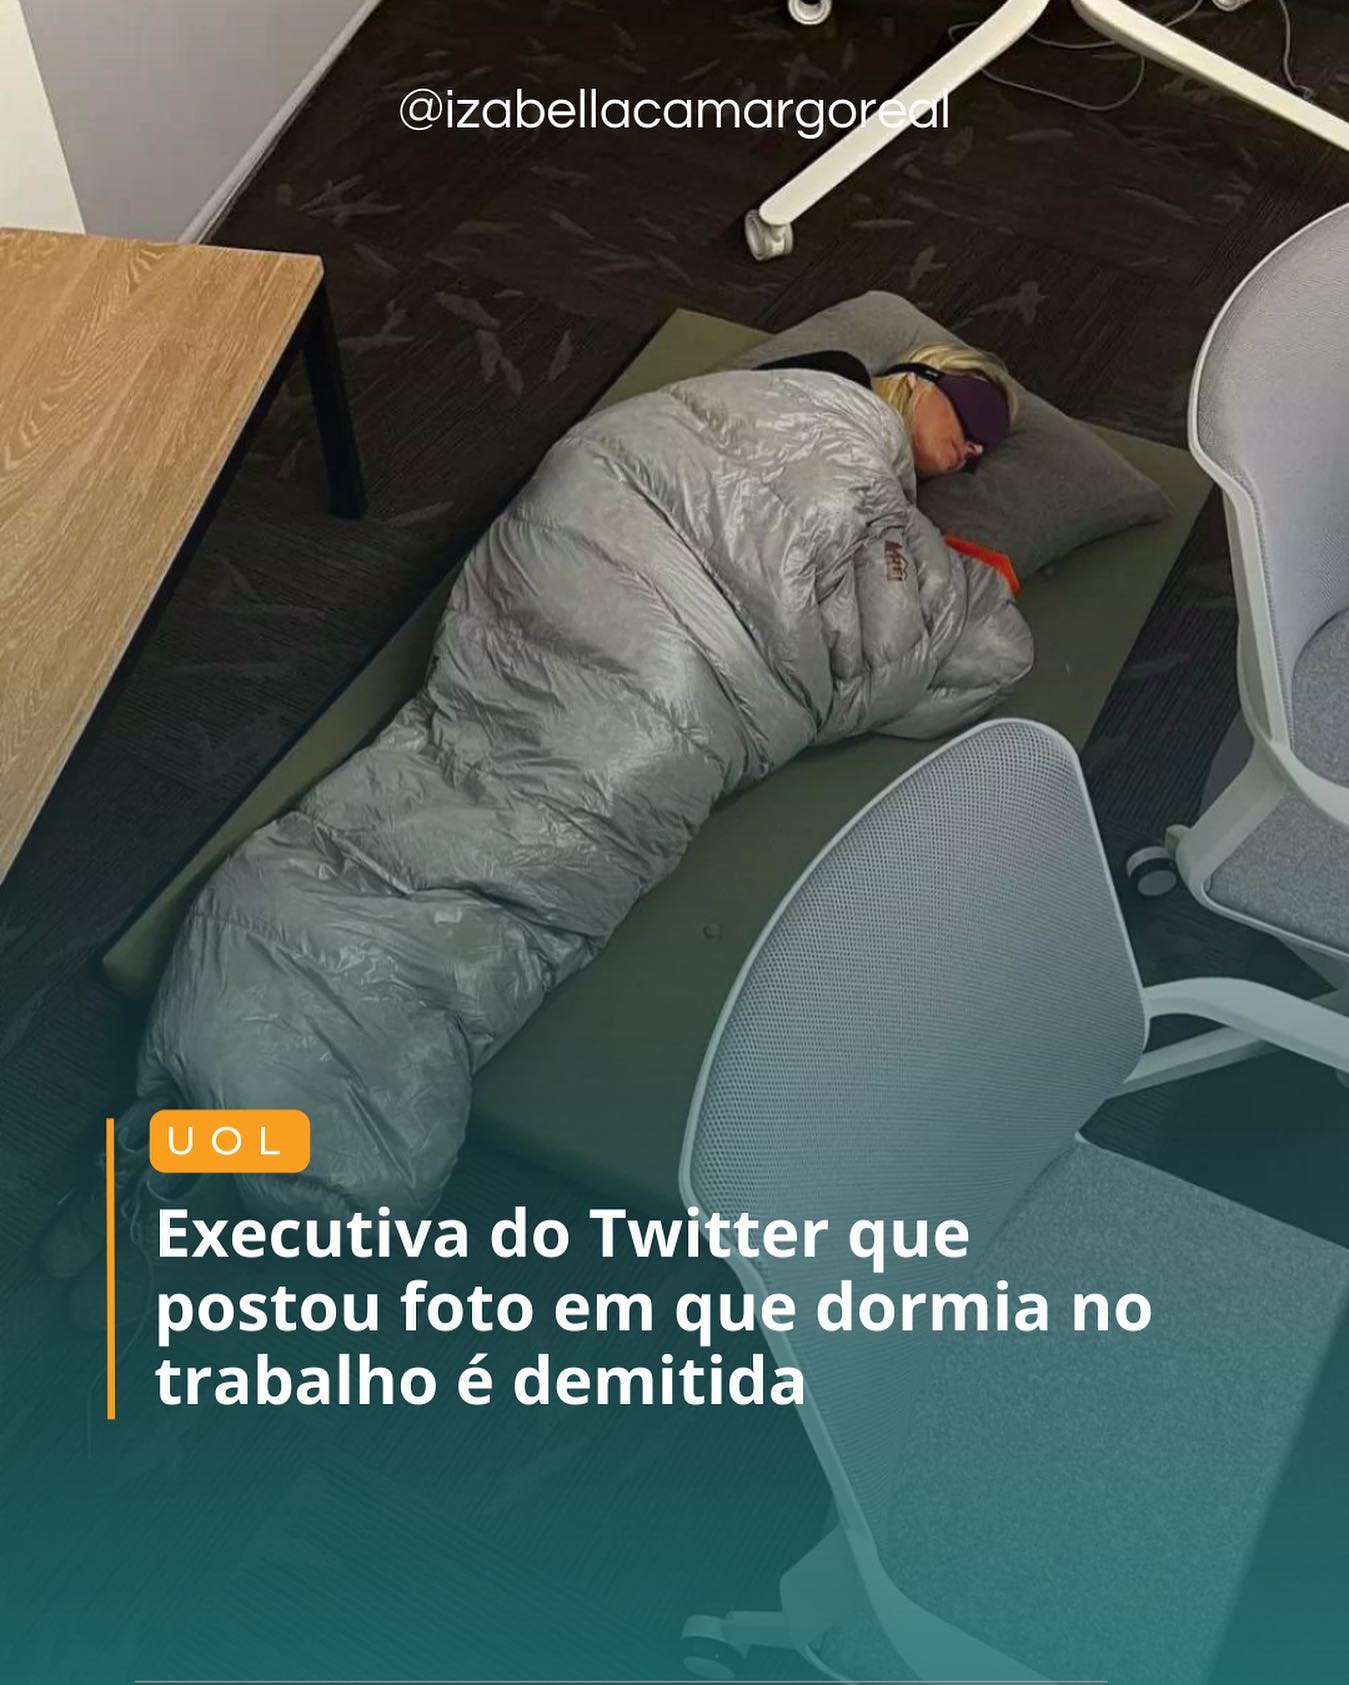 @izabellacamargoreal
UOL
Executiva do Twitter que
postou foto em que dormia no
trabalho é demitida